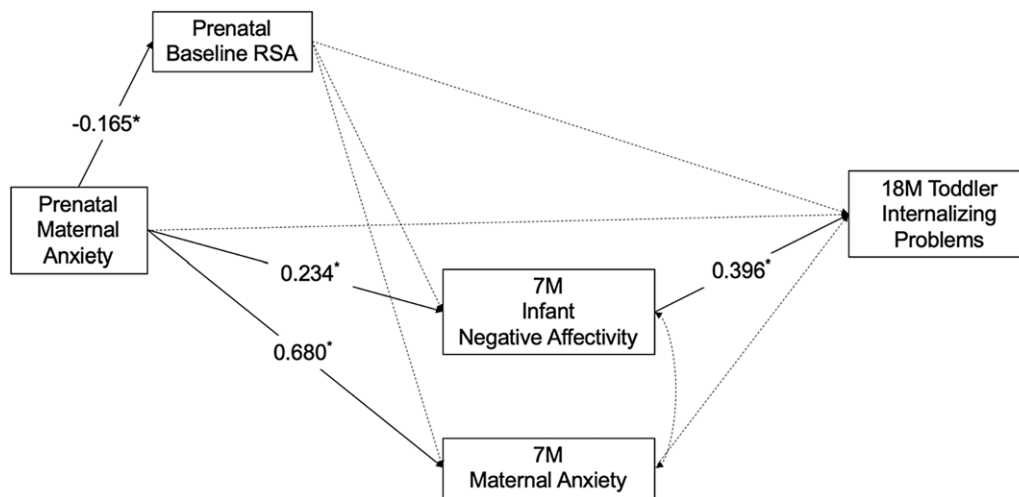 Prenatal
Baseline RSA
-0.165*
Prenatal
Maternal
Anxiety
18M Toddler
Internalizing
Problems
0.234*
0.396*
7M
Infant
Negative Affectivity
0.680*
7M
Maternal Anxiety